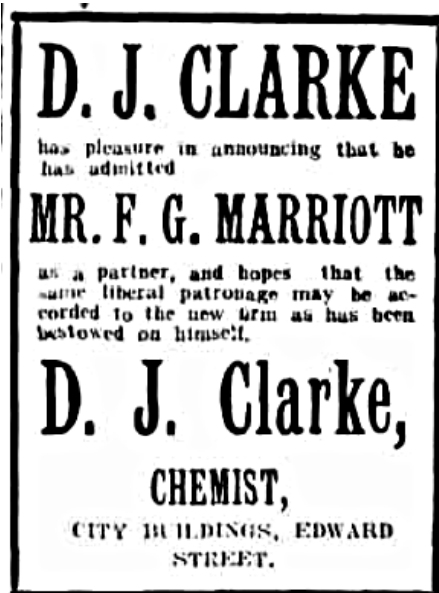 D. J. CLARKE
has pleasure in announcing that he
has admitted
MR. F. G. MARRIOTT
as a partner, and hopes that the
same liberal patronage may be ac-
corded to the new firm as has been
bestowed on himself.
D. J. Clarke,
CHEMIST,
CITY BUILDINGS, EDWARD
STREET.